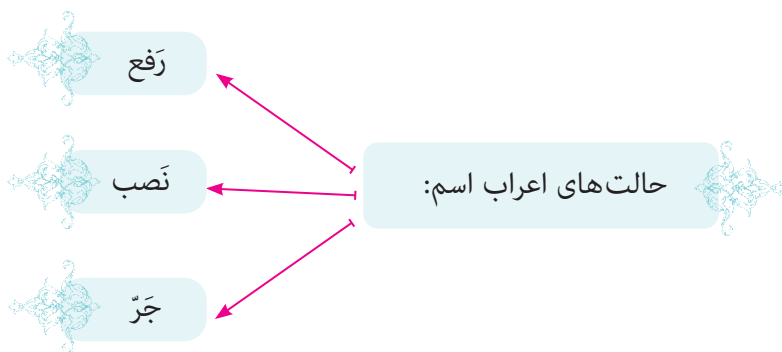 حالت‌های اعراب اسم:
رَفع
نَصب
جَرّ